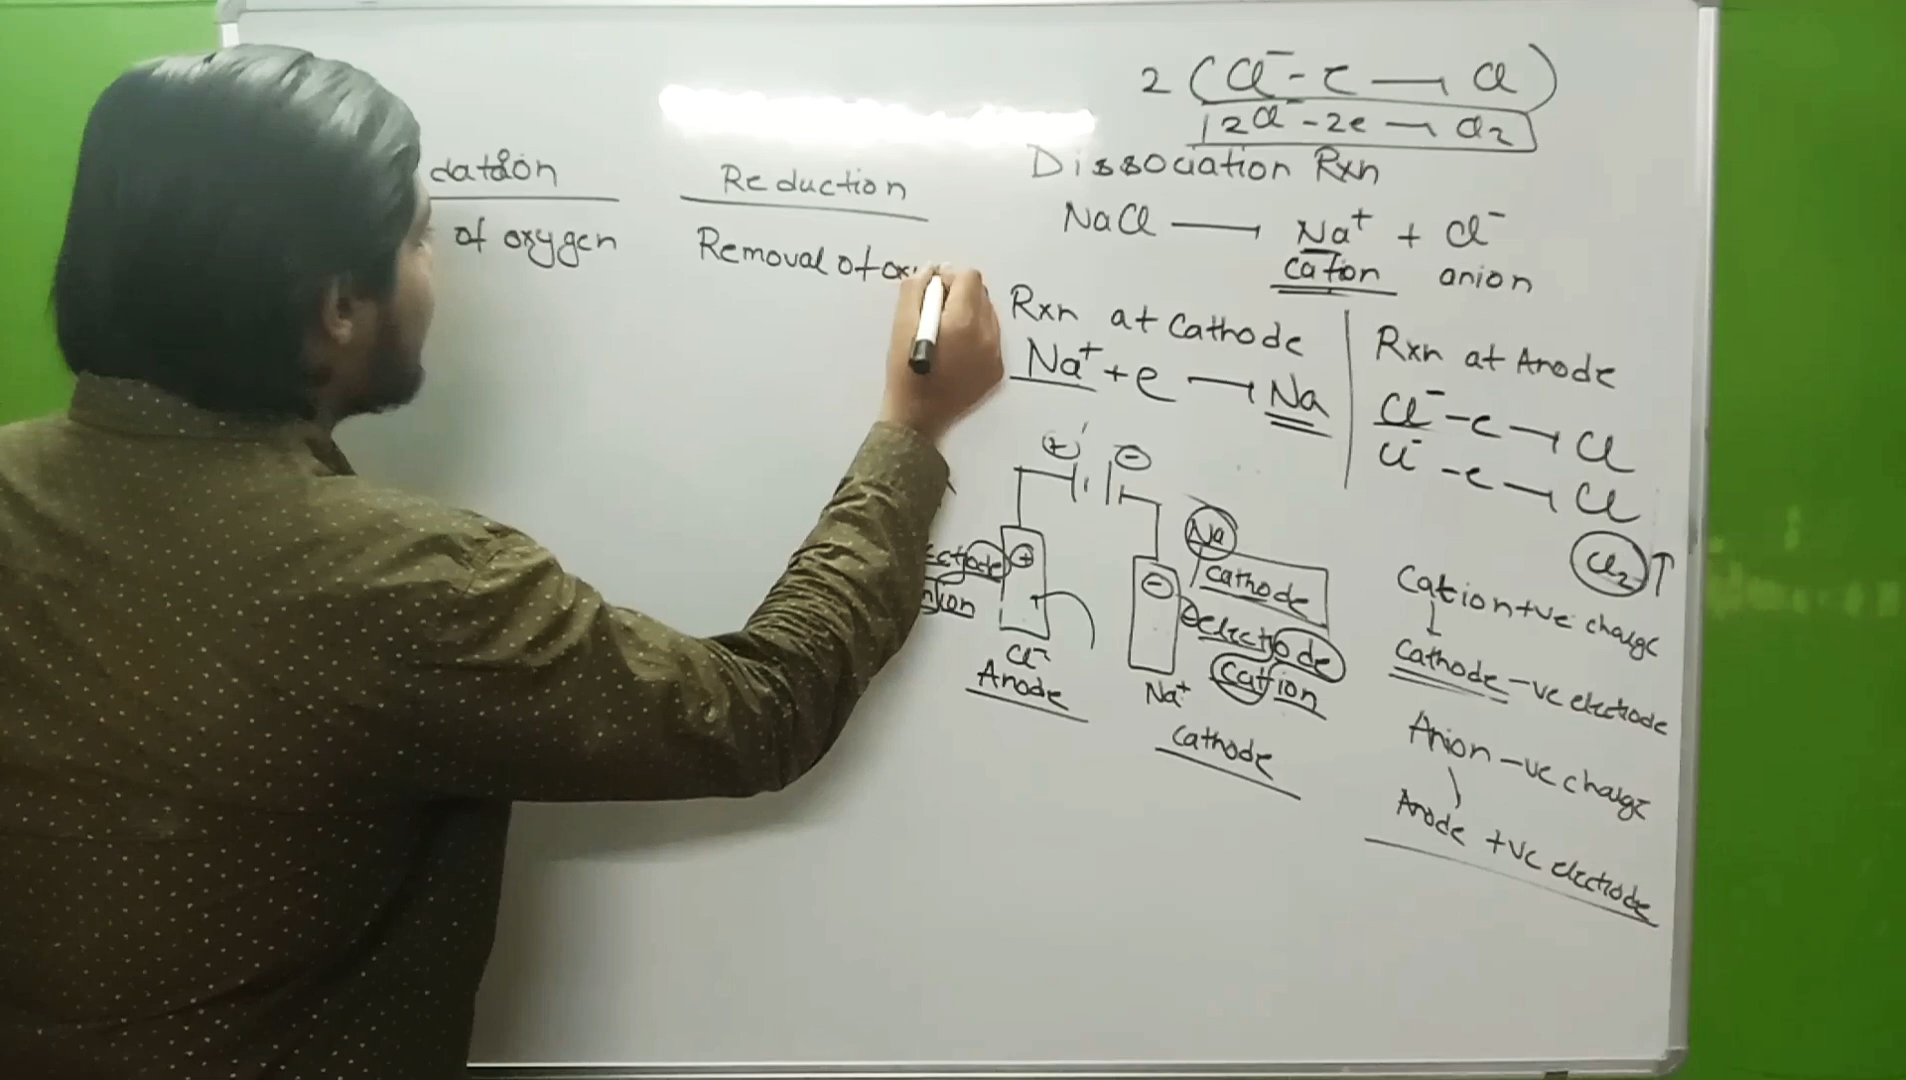 2 (Cl⁻ - e → Cl)
2Cl⁻ - 2e → Cl₂
dation
Reduction
of oxygen
Removal of ox
Dissociation Rxn
NaCl → Na⁺ + Cl⁻
cation anion
Rxn at Cathode
Na⁺ + e → Na
Rxn at Anode
Cl⁻ - e → Cl
Cl⁻ - e → Cl
Cl₂ ↑
+ -
ectrode +
nion
Cl⁻
Anode
Na
Cathode
- electrode
cation
Na⁺
Cathode
Cation +ve charge
Cathode -ve electrode
Anion -ve charge
Anode +ve electrode